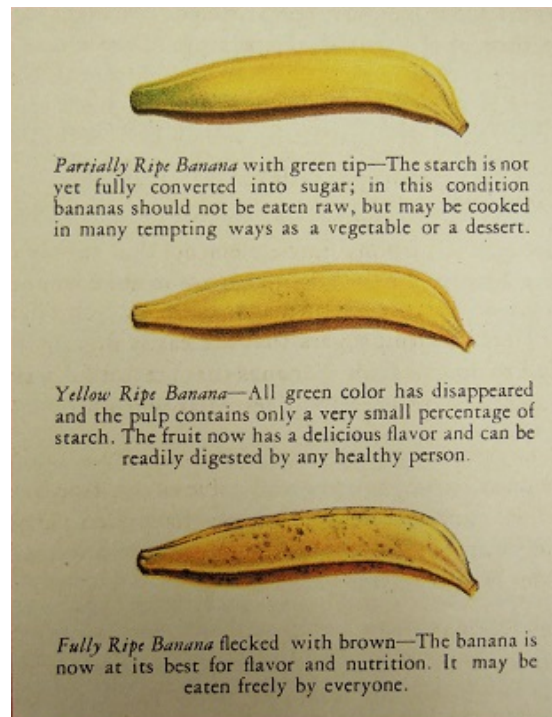 Partially Ripe Banana with green tip—The starch is not
yet fully converted into sugar; in this condition
bananas should not be eaten raw, but may be cooked
in many tempting ways as a vegetable or a dessert.
Yellow Ripe Banana—All green color has disappeared
and the pulp contains only a very small percentage of
starch. The fruit now has a delicious flavor and can be
readily digested by any healthy person.
Fully Ripe Banana flecked with brown—The banana is
now at its best for flavor and nutrition. It may be
eaten freely by everyone.